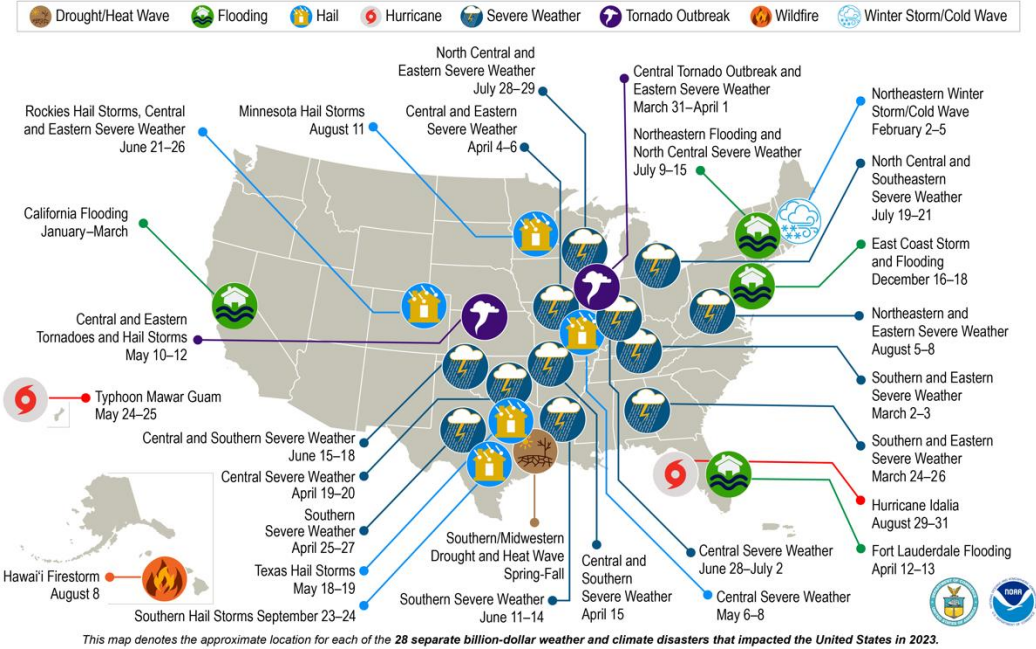 Drought/Heat Wave
Flooding
Hail
Hurricane
Severe Weather
Tornado Outbreak
Wildfire
Winter Storm/Cold Wave
North Central and
Eastern Severe Weather
July 28–29
Central Tornado Outbreak and
Eastern Severe Weather
March 31–April 1
Northeastern Winter
Storm/Cold Wave
February 2–5
Rockies Hail Storms, Central
and Eastern Severe Weather
June 21–26
Minnesota Hail Storms
August 11
Central and Eastern
Severe Weather
April 4–6
Northeastern Flooding and
North Central Severe Weather
July 9–15
North Central and
Southeastern
Severe Weather
July 19–21
California Flooding
January–March
East Coast Storm
and Flooding
December 16–18
Central and Eastern
Tornadoes and Hail Storms
May 10–12
Northeastern and
Eastern Severe Weather
August 5–8
Southern and Eastern
Severe Weather
March 2–3
Typhoon Mawar Guam
May 24–25
Central and Southern Severe Weather
June 15–18
Southern and Eastern
Severe Weather
March 24–26
Central Severe Weather
April 19–20
Hurricane Idalia
August 29–31
Southern
Severe Weather
April 25–27
Southern/Midwestern
Drought and Heat Wave
Spring-Fall
Central and
Southern
Severe Weather
April 15
Central Severe Weather
June 28–July 2
Fort Lauderdale Flooding
April 12–13
Hawai‘i Firestorm
August 8
Texas Hail Storms
May 18–19
Southern Severe Weather
June 11–14
Central Severe Weather
May 6–8
Southern Hail Storms September 23–24
NOAA
This map denotes the approximate location for each of the 28 separate billion-dollar weather and climate disasters that impacted the United States in 2023.